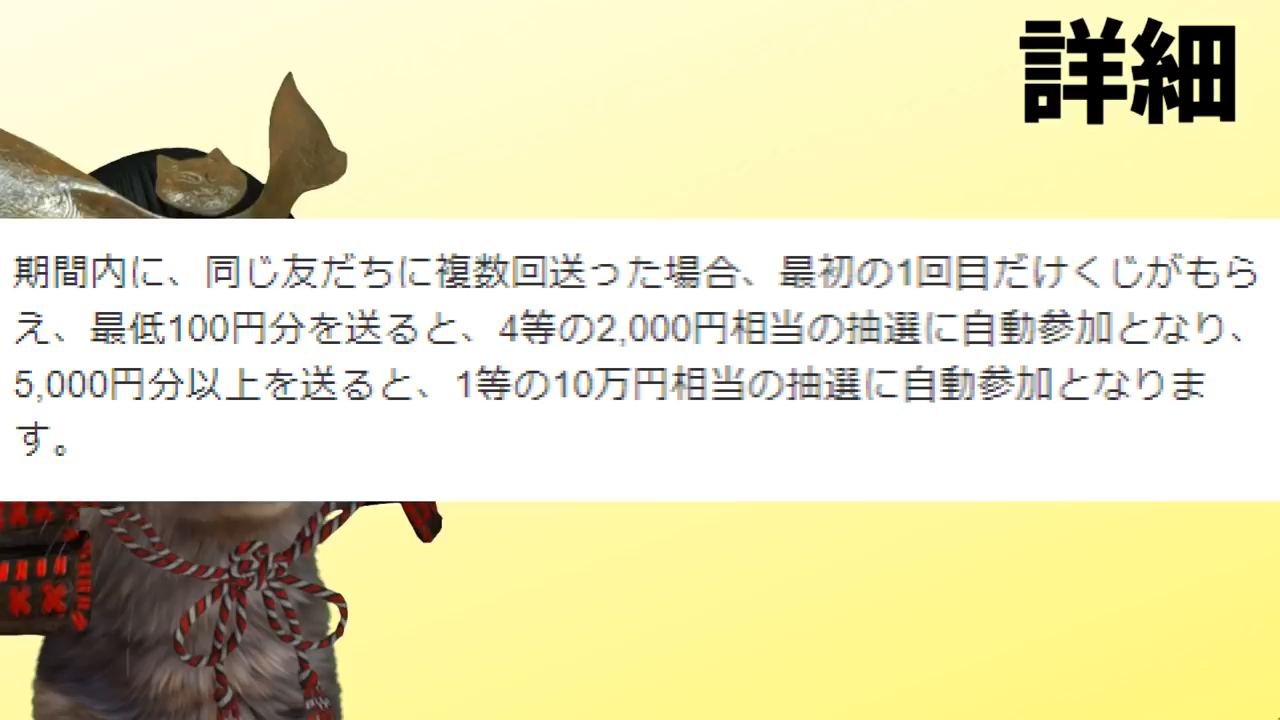 詳細
期間内に、同じ友だちに複数回送った場合、最初の1回目だけくじがもら
え、最低100円分を送ると、4等の2,000円相当の抽選に自動参加となり、
5,000円分以上を送ると、1等の10万円相当の抽選に自動参加となりま
す。